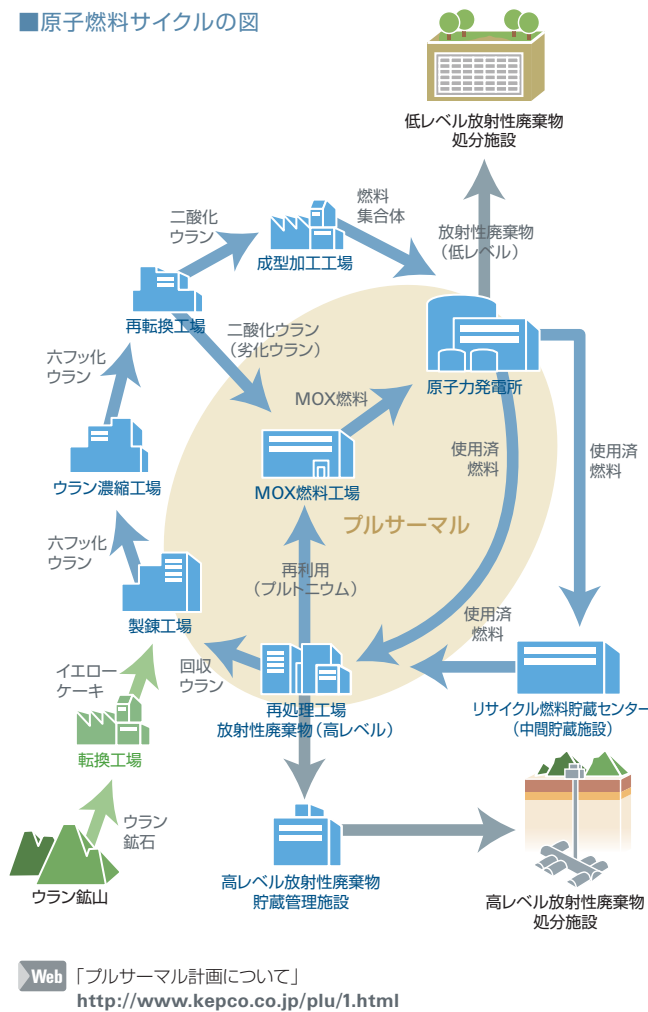 ■原子燃料サイクルの図
低レベル放射性廃棄物
処分施設
燃料
集合体
二酸化
ウラン
放射性廃棄物
（低レベル）
成型加工工場
再転換工場
二酸化ウラン
（劣化ウラン）
六フッ化
ウラン
原子力発電所
MOX燃料
使用済
燃料
使用済
燃料
ウラン濃縮工場
MOX燃料工場
プルサーマル
六フッ化
ウラン
再利用
（プルトニウム）
製錬工場
使用済
燃料
イエロー
ケーキ
回収
ウラン
再処理工場
放射性廃棄物（高レベル）
リサイクル燃料貯蔵センター
（中間貯蔵施設）
転換工場
ウラン
鉱石
ウラン鉱山
高レベル放射性廃棄物
貯蔵管理施設
高レベル放射性廃棄物
処分施設
Web 「プルサーマル計画について」
http://www.kepco.co.jp/plu/1.html